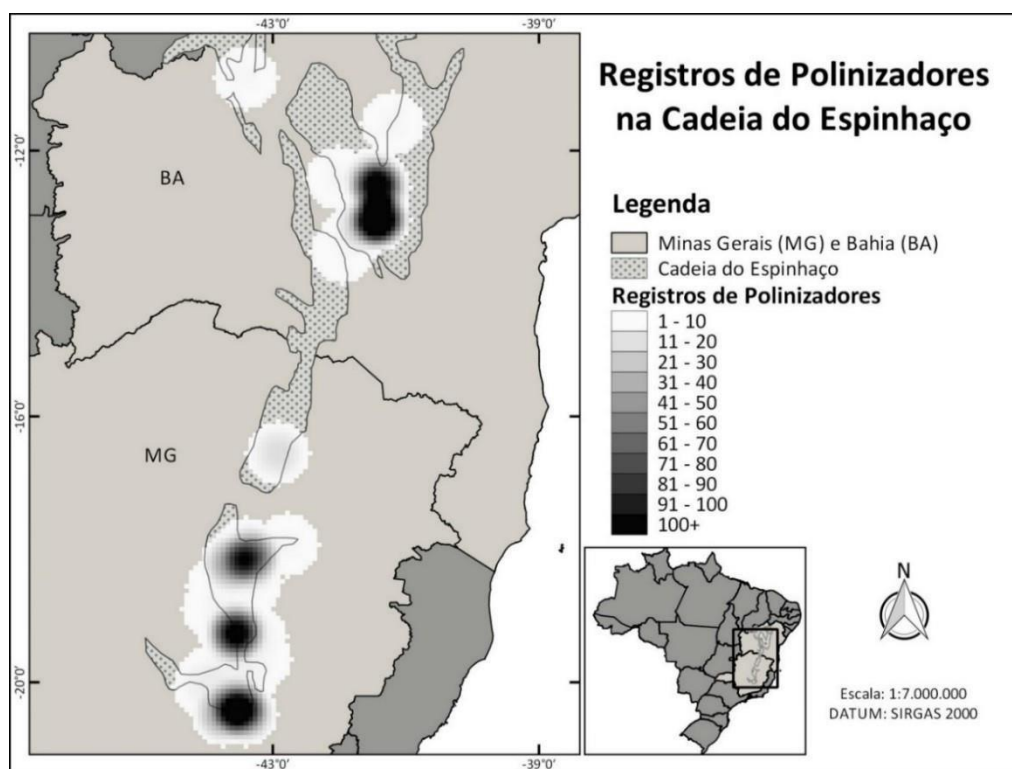 -43°0'
-39°0'
Registros de Polinizadores
na Cadeia do Espinhaço
-12°0'
BA
Legenda
Minas Gerais (MG) e Bahia (BA)
Cadeia do Espinhaço
Registros de Polinizadores
1 - 10
11 - 20
21 - 30
31 - 40
41 - 50
51 - 60
61 - 70
71 - 80
81 - 90
91 - 100
100+
-16°0'
MG
-20°0'
N
Escala: 1:7.000.000
DATUM: SIRGAS 2000
-43°0'
-39°0'